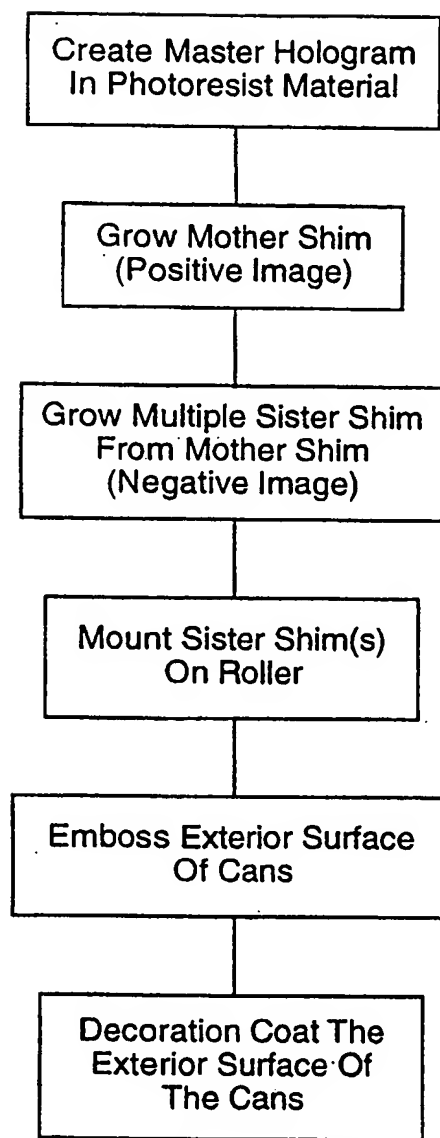 Create Master Hologram
In Photoresist Material
Grow Mother Shim
(Positive Image)
Grow Multiple Sister Shim
From Mother Shim
(Negative Image)
Mount Sister Shim(s)
On Roller
Emboss Exterior Surface
Of Cans
Decoration Coat The
Exterior Surface Of
The Cans